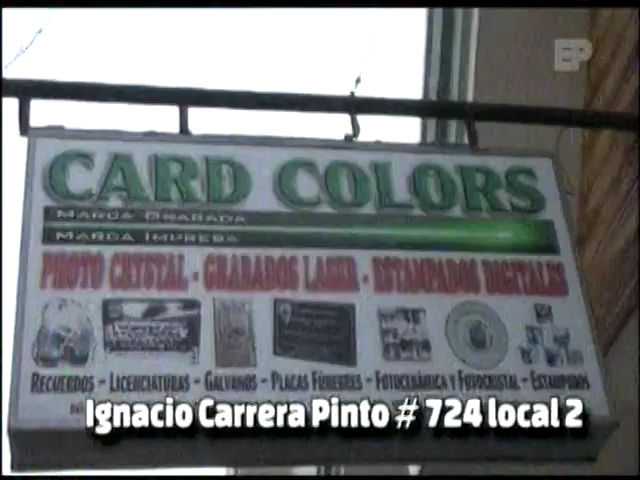 EP
CARD COLORS
MARCA GRABADA
MARCA IMPRESA
PHOTO CRYSTAL - GRABADOS LASER - ESTAMPADOS DIGITALES
RECUERDOS - LICENCIATURAS - GALVANOS - PLACAS FÚNEBRES - FOTOCERÁMICA Y FOTOCRISTAL - ESTAMPADOS
Ignacio Carrera Pinto # 724 local 2